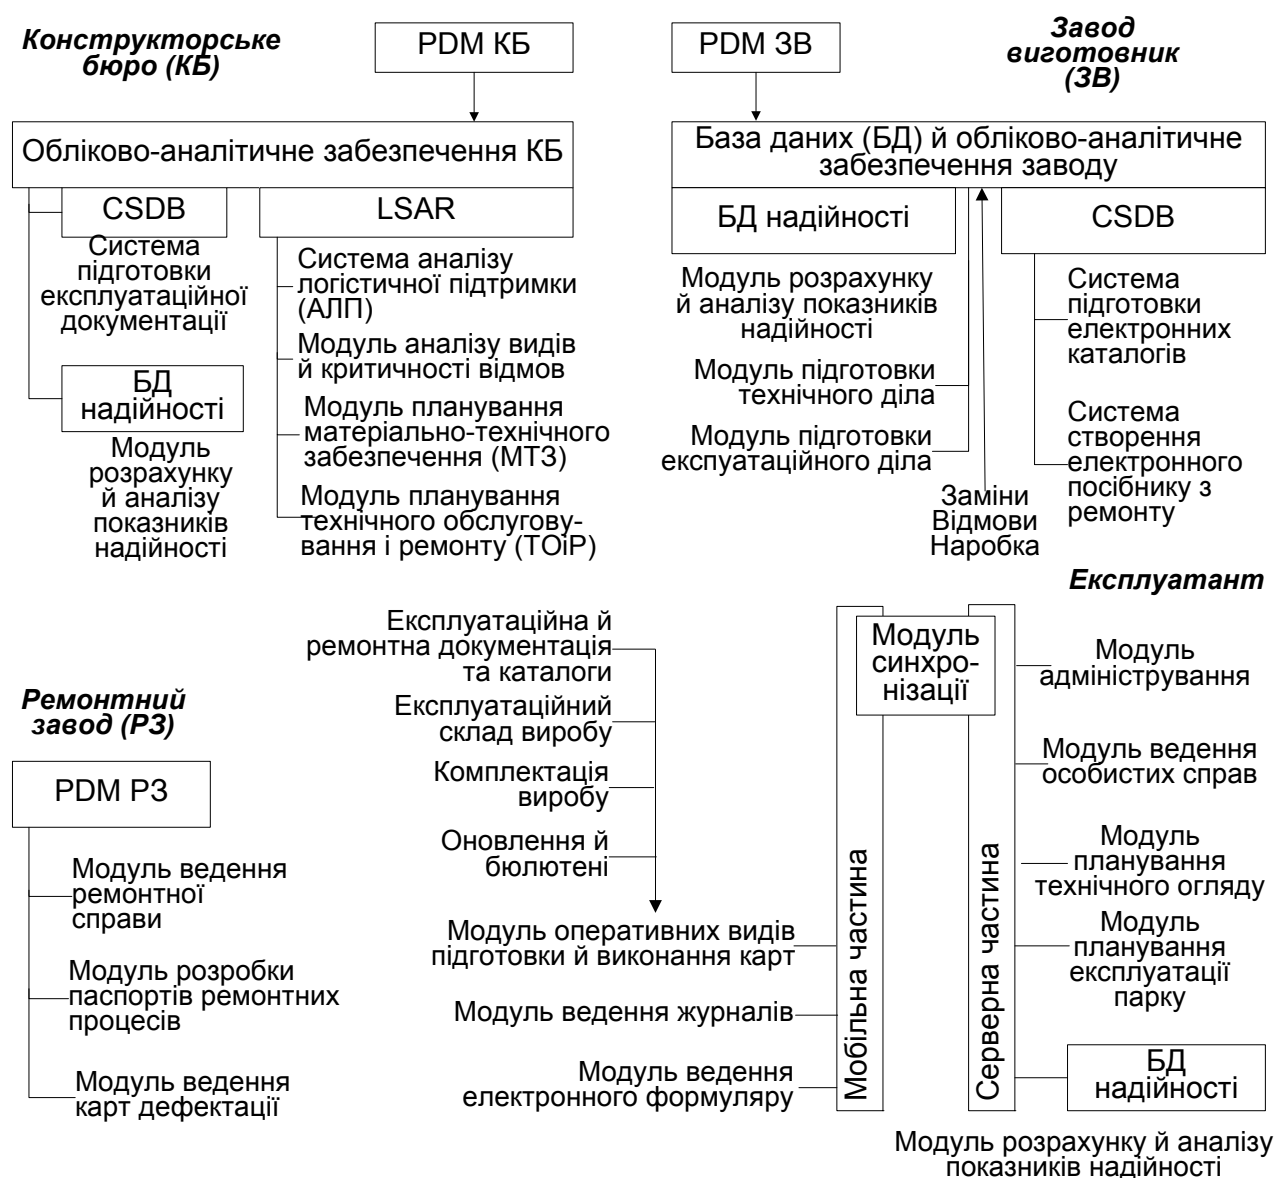 Конструкторське
бюро (КБ)
PDM КБ
Обліково-аналітичне забезпечення КБ
CSDB
LSAR
Система
підготовки
експлуатаційної
документації
БД
надійності
Модуль
розрахунку
й аналізу
показників
надійності
Система аналізу
логістичної підтримки
(АЛП)
Модуль аналізу видів
й критичності відмов
Модуль планування
матеріально-технічного
забезпечення (МТЗ)
Модуль планування
технічного обслугову-
вання і ремонту (ТОіР)
PDM ЗВ
Завод
виготовник
(ЗВ)
База даних (БД) й обліково-аналітичне
забезпечення заводу
БД надійності
CSDB
Модуль розрахунку
й аналізу показників
надійності
Модуль підготовки
технічного діла
Модуль підготовки
експуатаційного діла
Заміни
Відмови
Наробка
Система
підготовки
електронних
каталогів
Система
створення
електронного
посібнику з
ремонту
Ремонтний
завод (РЗ)
PDM РЗ
Модуль ведення
ремонтної
справи
Модуль розробки
паспортів ремонтних
процесів
Модуль ведення
карт дефектації
Експлуатант
Експлуатаційна й
ремонтна документація
та каталоги
Експлуатаційний
склад виробу
Комплектація
виробу
Оновлення й
бюлютені
Модуль оперативних видів
підготовки й виконання карт
Модуль ведення журналів
Модуль ведення
електронного формуляру
Мобільна частина
Модуль
синхро-
нізації
Серверна частина
Модуль
адміністрування
Модуль ведення
особистих справ
Модуль
планування
технічного огляду
Модуль
планування
експлуатації
парку
БД
надійності
Модуль розрахунку й аналізу
показників надійності